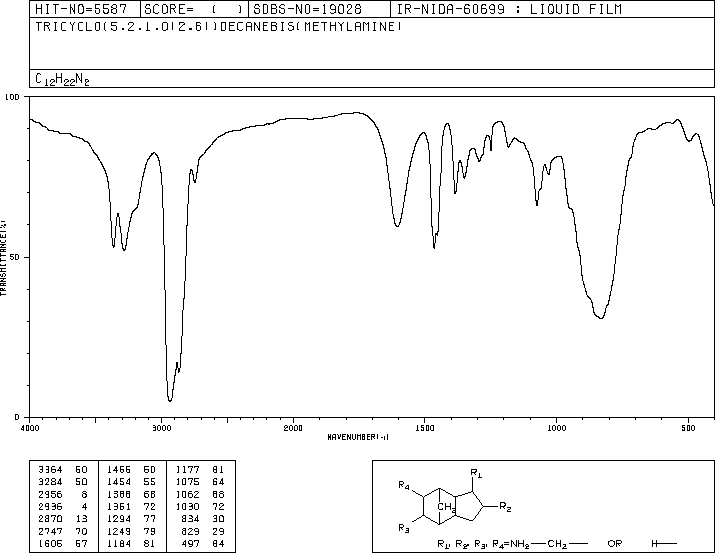 HIT-NO=5587 SCORE= ( ) SDBS-NO=19028 IR-NIDA-60699 : LIQUID FILM
TRICYCLO(5.2.1.0(2.6))DECANEBIS(METHYLAMINE)
C12H22N2
100
50
0
TRANSMITTANCE(%)
4000 3000 2000 1500 1000 500
WAVENUMBER(-1)
3364 60 1466 50 1177 81
3284 50 1454 55 1075 64
2956 8 1388 68 1062 68
2936 4 1351 72 1030 72
2870 13 1294 77 834 30
2747 70 1249 79 829 29
1606 57 1184 81 497 84
R1
R4
CH2
R2
R3
R1, R2, R3, R4=NH2—CH2— OR H—